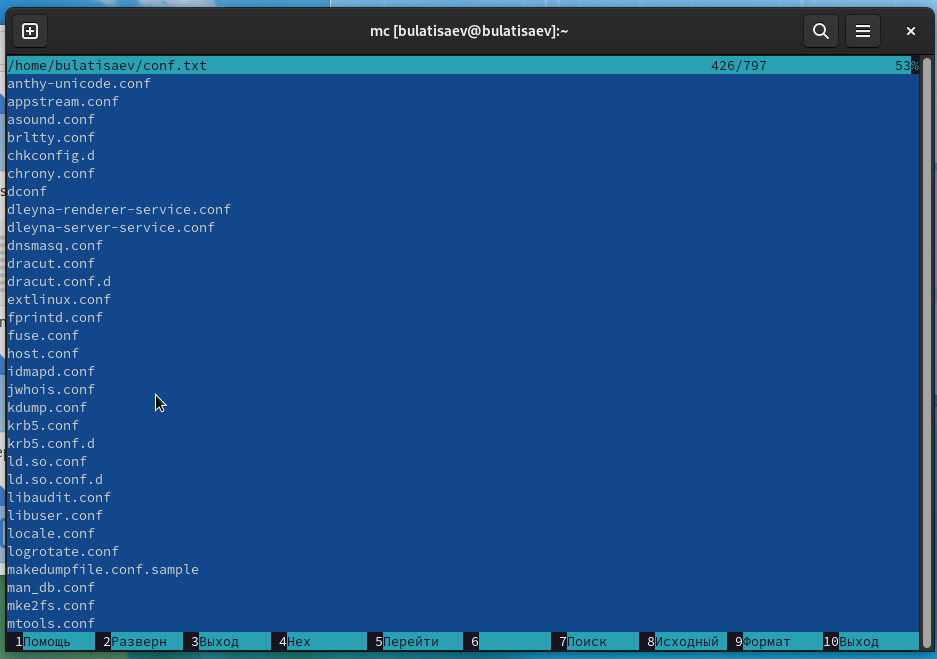 mc [bulatisaev@bulatisaev]:~
/home/bulatisaev/conf.txt 426/797 53%
anthy-unicode.conf
appstream.conf
asound.conf
brltty.conf
chkconfig.d
chrony.conf
dconf
dleyna-renderer-service.conf
dleyna-server-service.conf
dnsmasq.conf
dracut.conf
dracut.conf.d
extlinux.conf
fprintd.conf
fuse.conf
host.conf
idmapd.conf
jwhois.conf
kdump.conf
krb5.conf
krb5.conf.d
ld.so.conf
ld.so.conf.d
libaudit.conf
libuser.conf
locale.conf
logrotate.conf
makedumpfile.conf.sample
man_db.conf
mke2fs.conf
mtools.conf
1Помощь 2Разверн 3Выход 4Hex 5Перейти 6 7Поиск 8Исходный 9Формат 10Выход